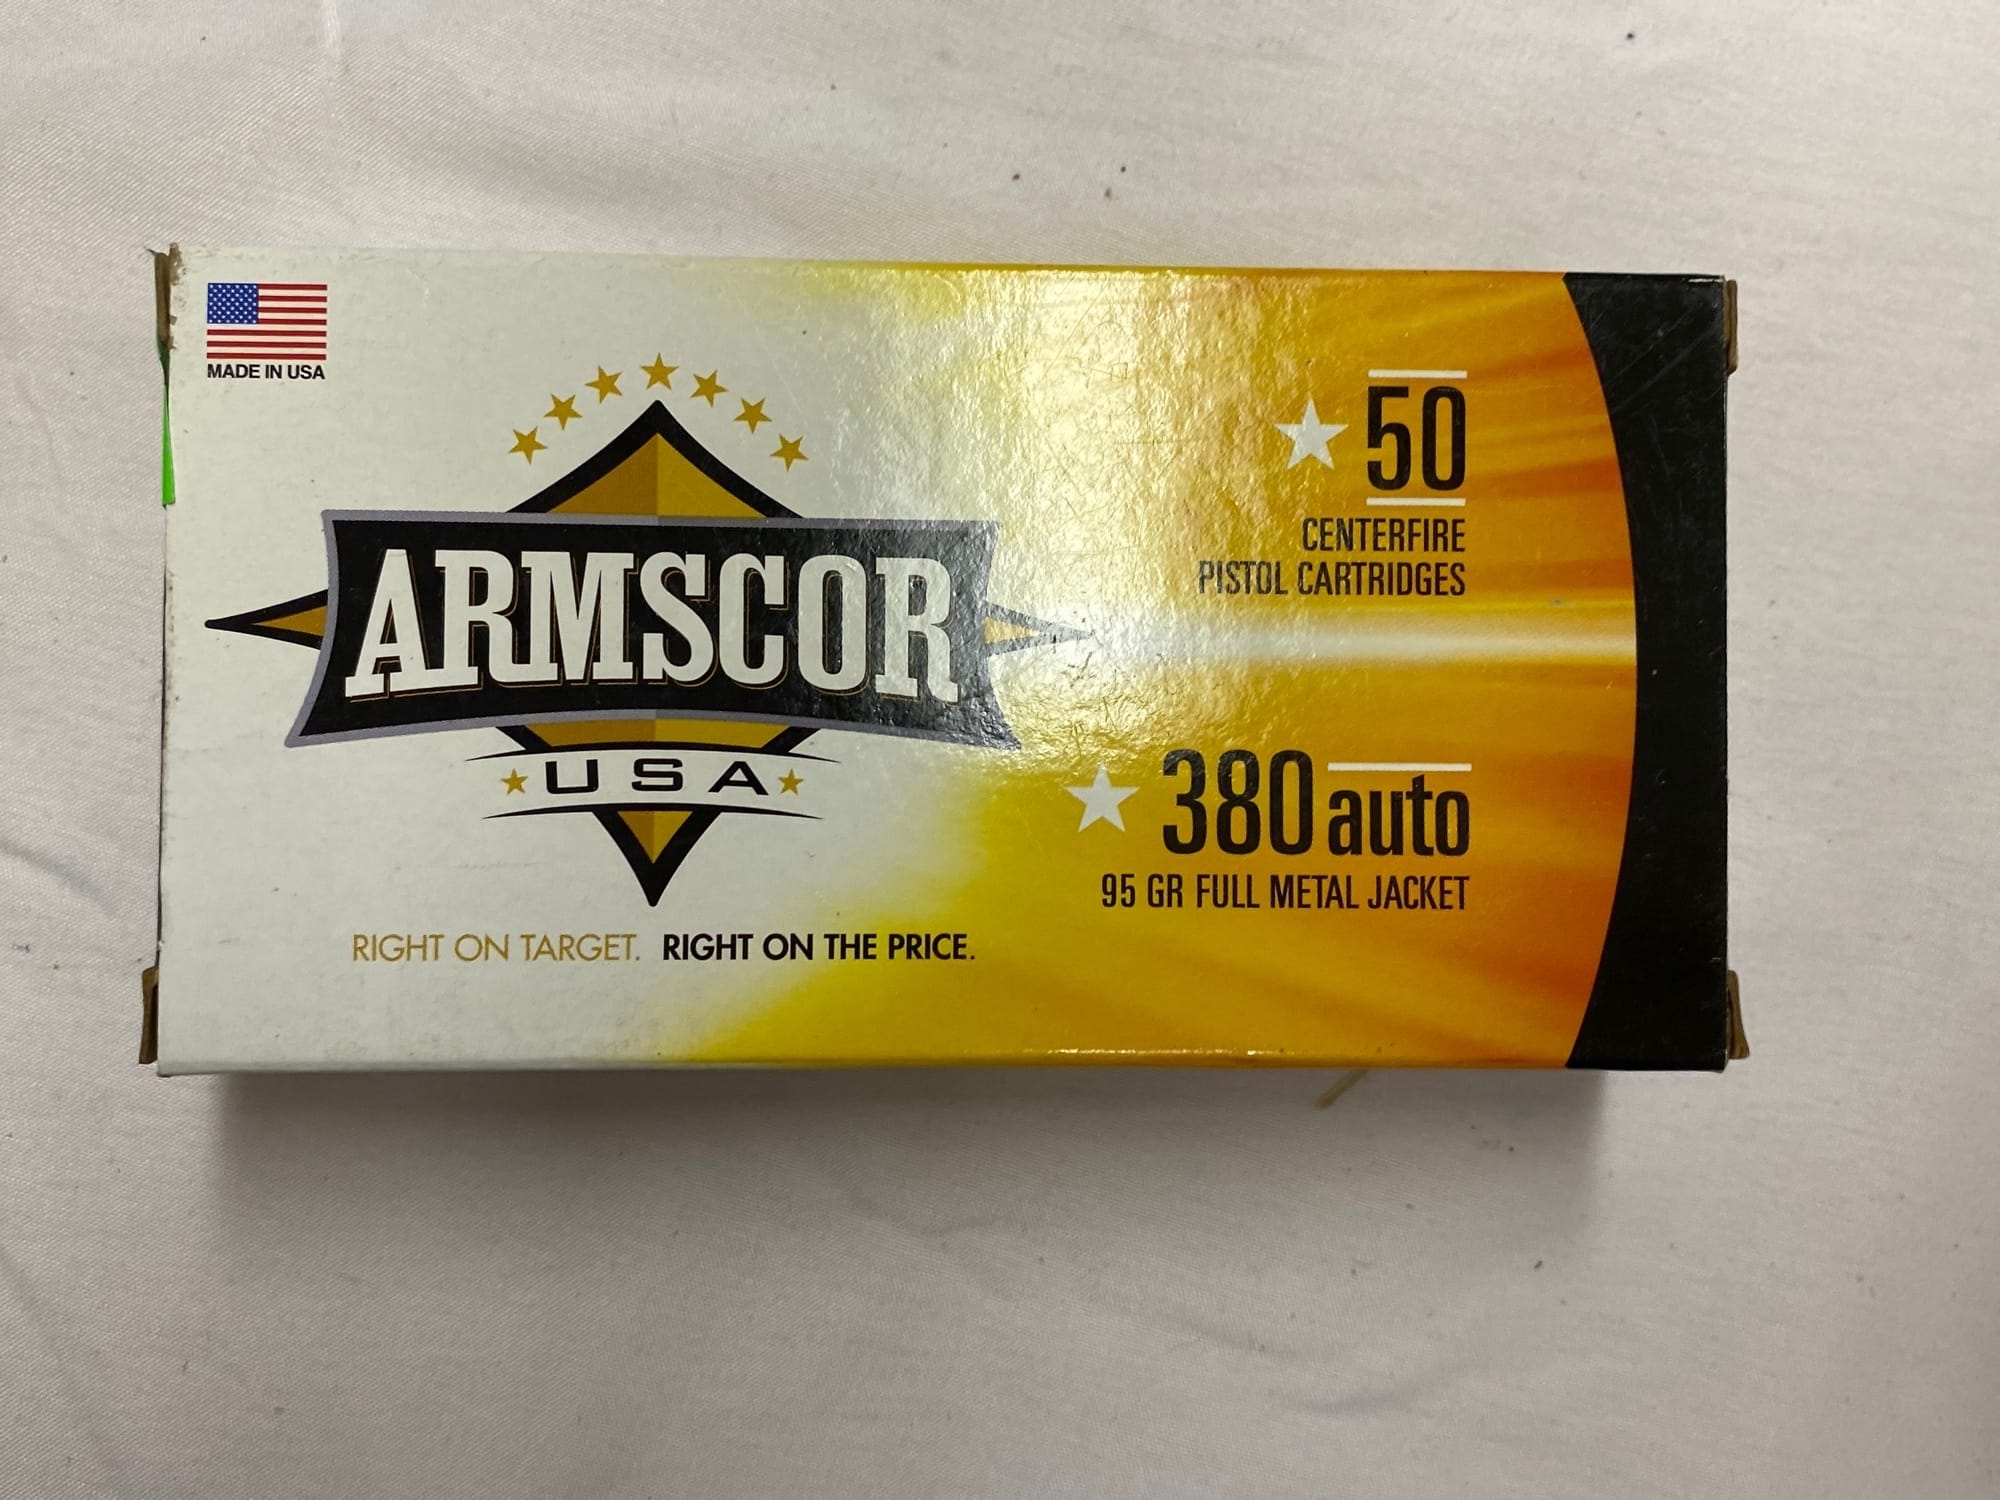 MADE IN USA
ARMSCOR
USA
RIGHT ON TARGET. RIGHT ON THE PRICE.
50
CENTERFIRE
PISTOL CARTRIDGES
380 auto
95 GR FULL METAL JACKET